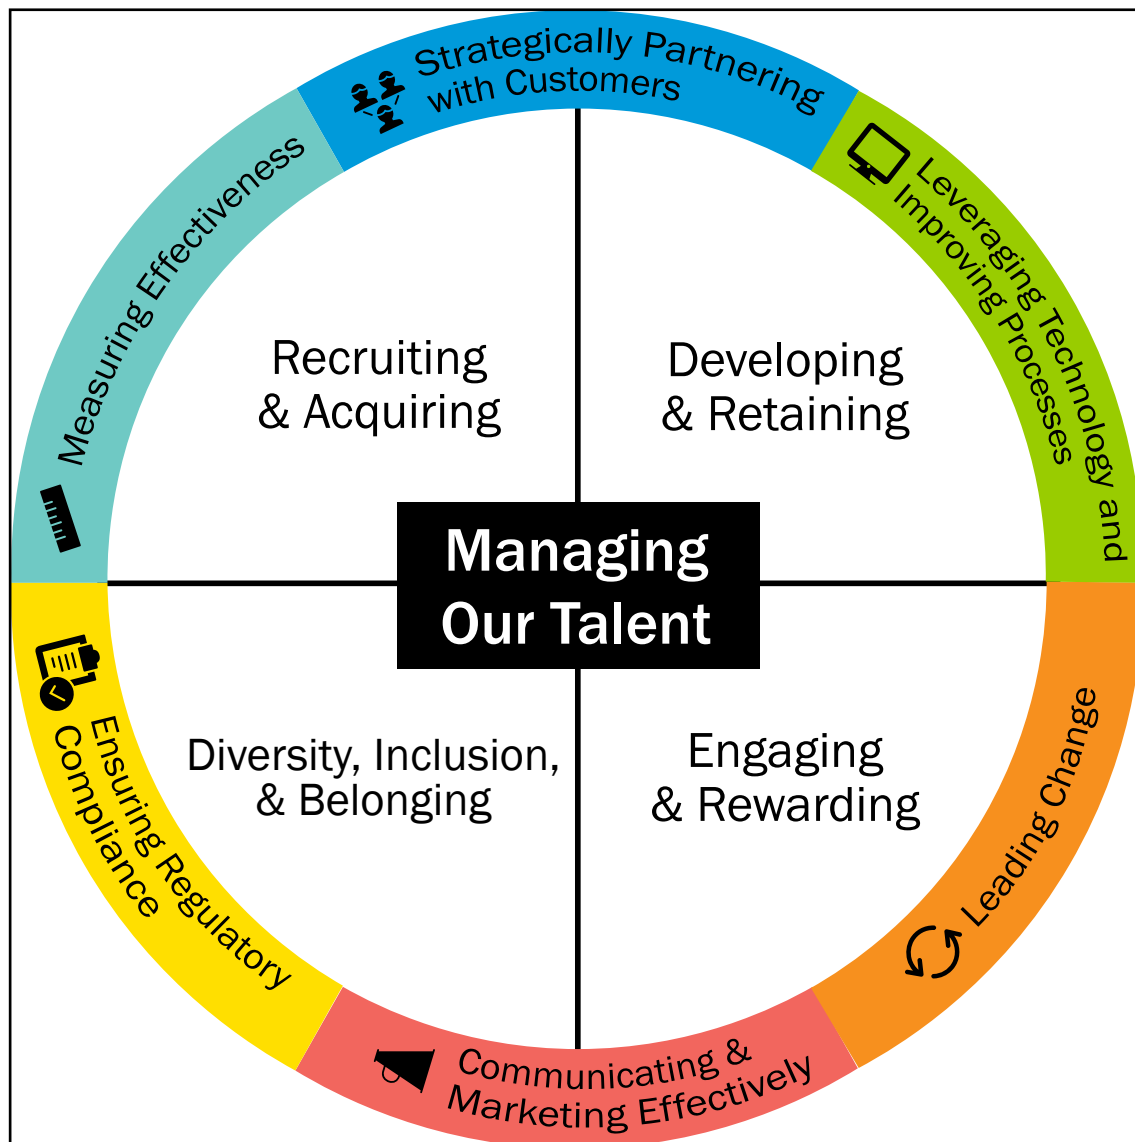 Strategically Partnering
with Customers
Leveraging Technology and
Improving Processes
Leading Change
Communicating &
Marketing Effectively
Ensuring Regulatory
Compliance
Measuring Effectiveness
Recruiting
& Acquiring
Developing
& Retaining
Managing
Our Talent
Diversity, Inclusion,
& Belonging
Engaging
& Rewarding